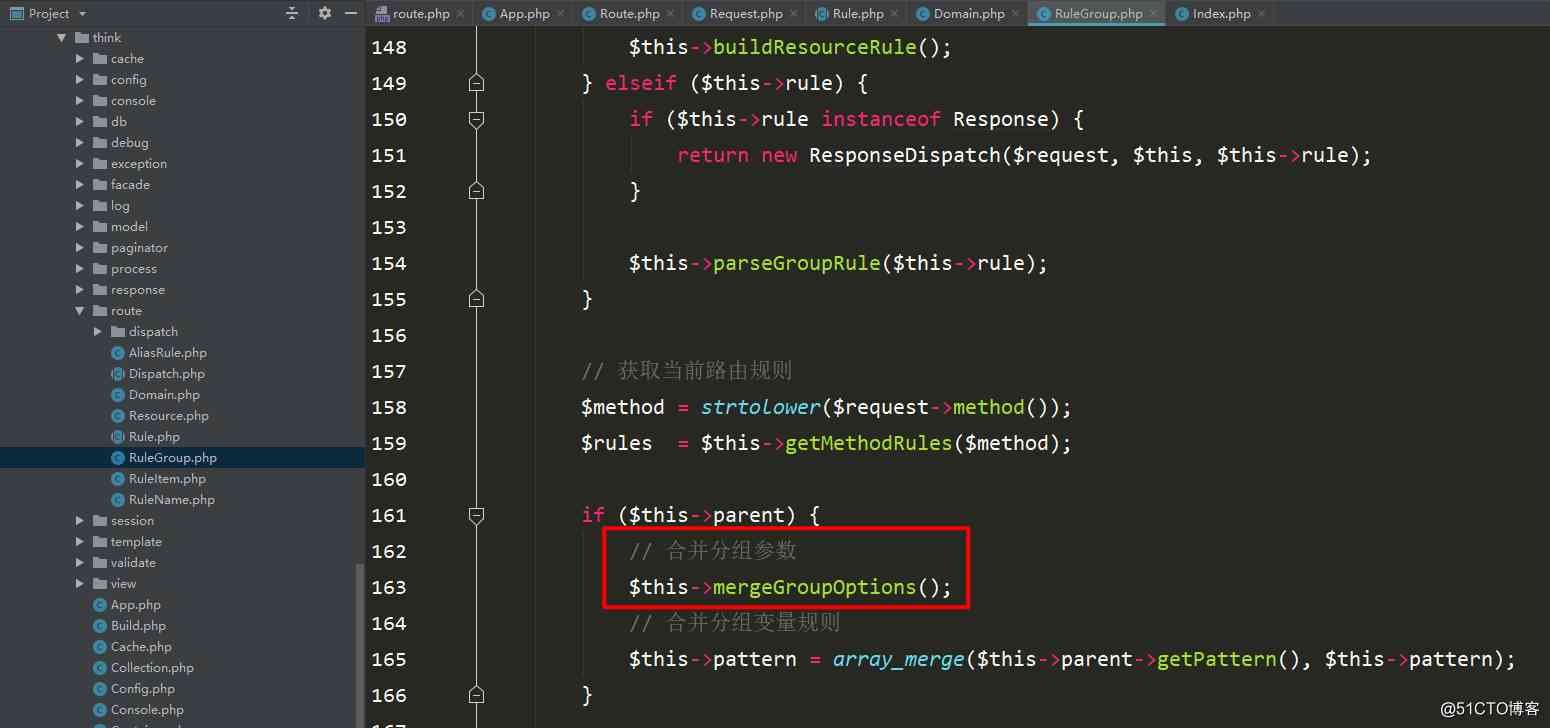 Project
route.php
App.php
Route.php
Request.php
Rule.php
Domain.php
RuleGroup.php
Index.php
think
cache
config
console
db
debug
exception
facade
log
model
paginator
process
response
route
dispatch
AliasRule.php
Dispatch.php
Domain.php
Resource.php
Rule.php
RuleGroup.php
RuleItem.php
RuleName.php
session
template
validate
view
App.php
Build.php
Cache.php
Collection.php
Config.php
Console.php
148 $this->buildResourceRule();
149 } elseif ($this->rule) {
150 if ($this->rule instanceof Response) {
151 return new ResponseDispatch($request, $this, $this->rule);
152 }
153
154 $this->parseGroupRule($this->rule);
155 }
156
157 // 获取当前路由规则
158 $method = strtolower($request->method());
159 $rules  = $this->getMethodRules($method);
160
161 if ($this->parent) {
162 // 合并分组参数
163 $this->mergeGroupOptions();
164 // 合并分组变量规则
165 $this->pattern = array_merge($this->parent->getPattern(), $this->pattern);
166 }
@51CTO博客